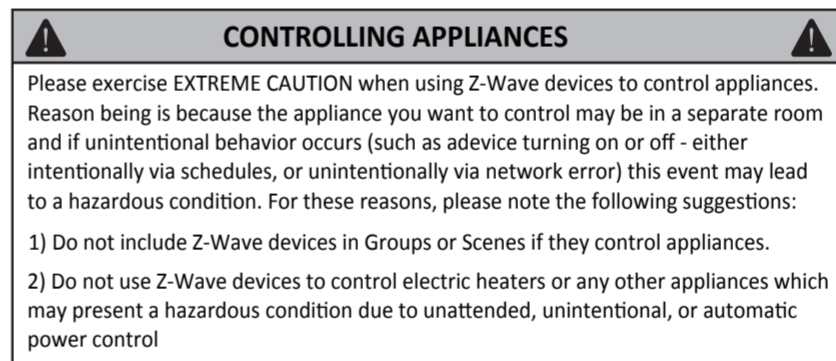 CONTROLLING APPLIANCES
Please exercise EXTREME CAUTION when using Z-Wave devices to control appliances.
Reason being is because the appliance you want to control may be in a separate room
and if unintentional behavior occurs (such as adevice turning on or off - either
intentionally via schedules, or unintentionally via network error) this event may lead
to a hazardous condition. For these reasons, please note the following suggestions:
1) Do not include Z-Wave devices in Groups or Scenes if they control appliances.
2) Do not use Z-Wave devices to control electric heaters or any other appliances which
may present a hazardous condition due to unattended, unintentional, or automatic
power control